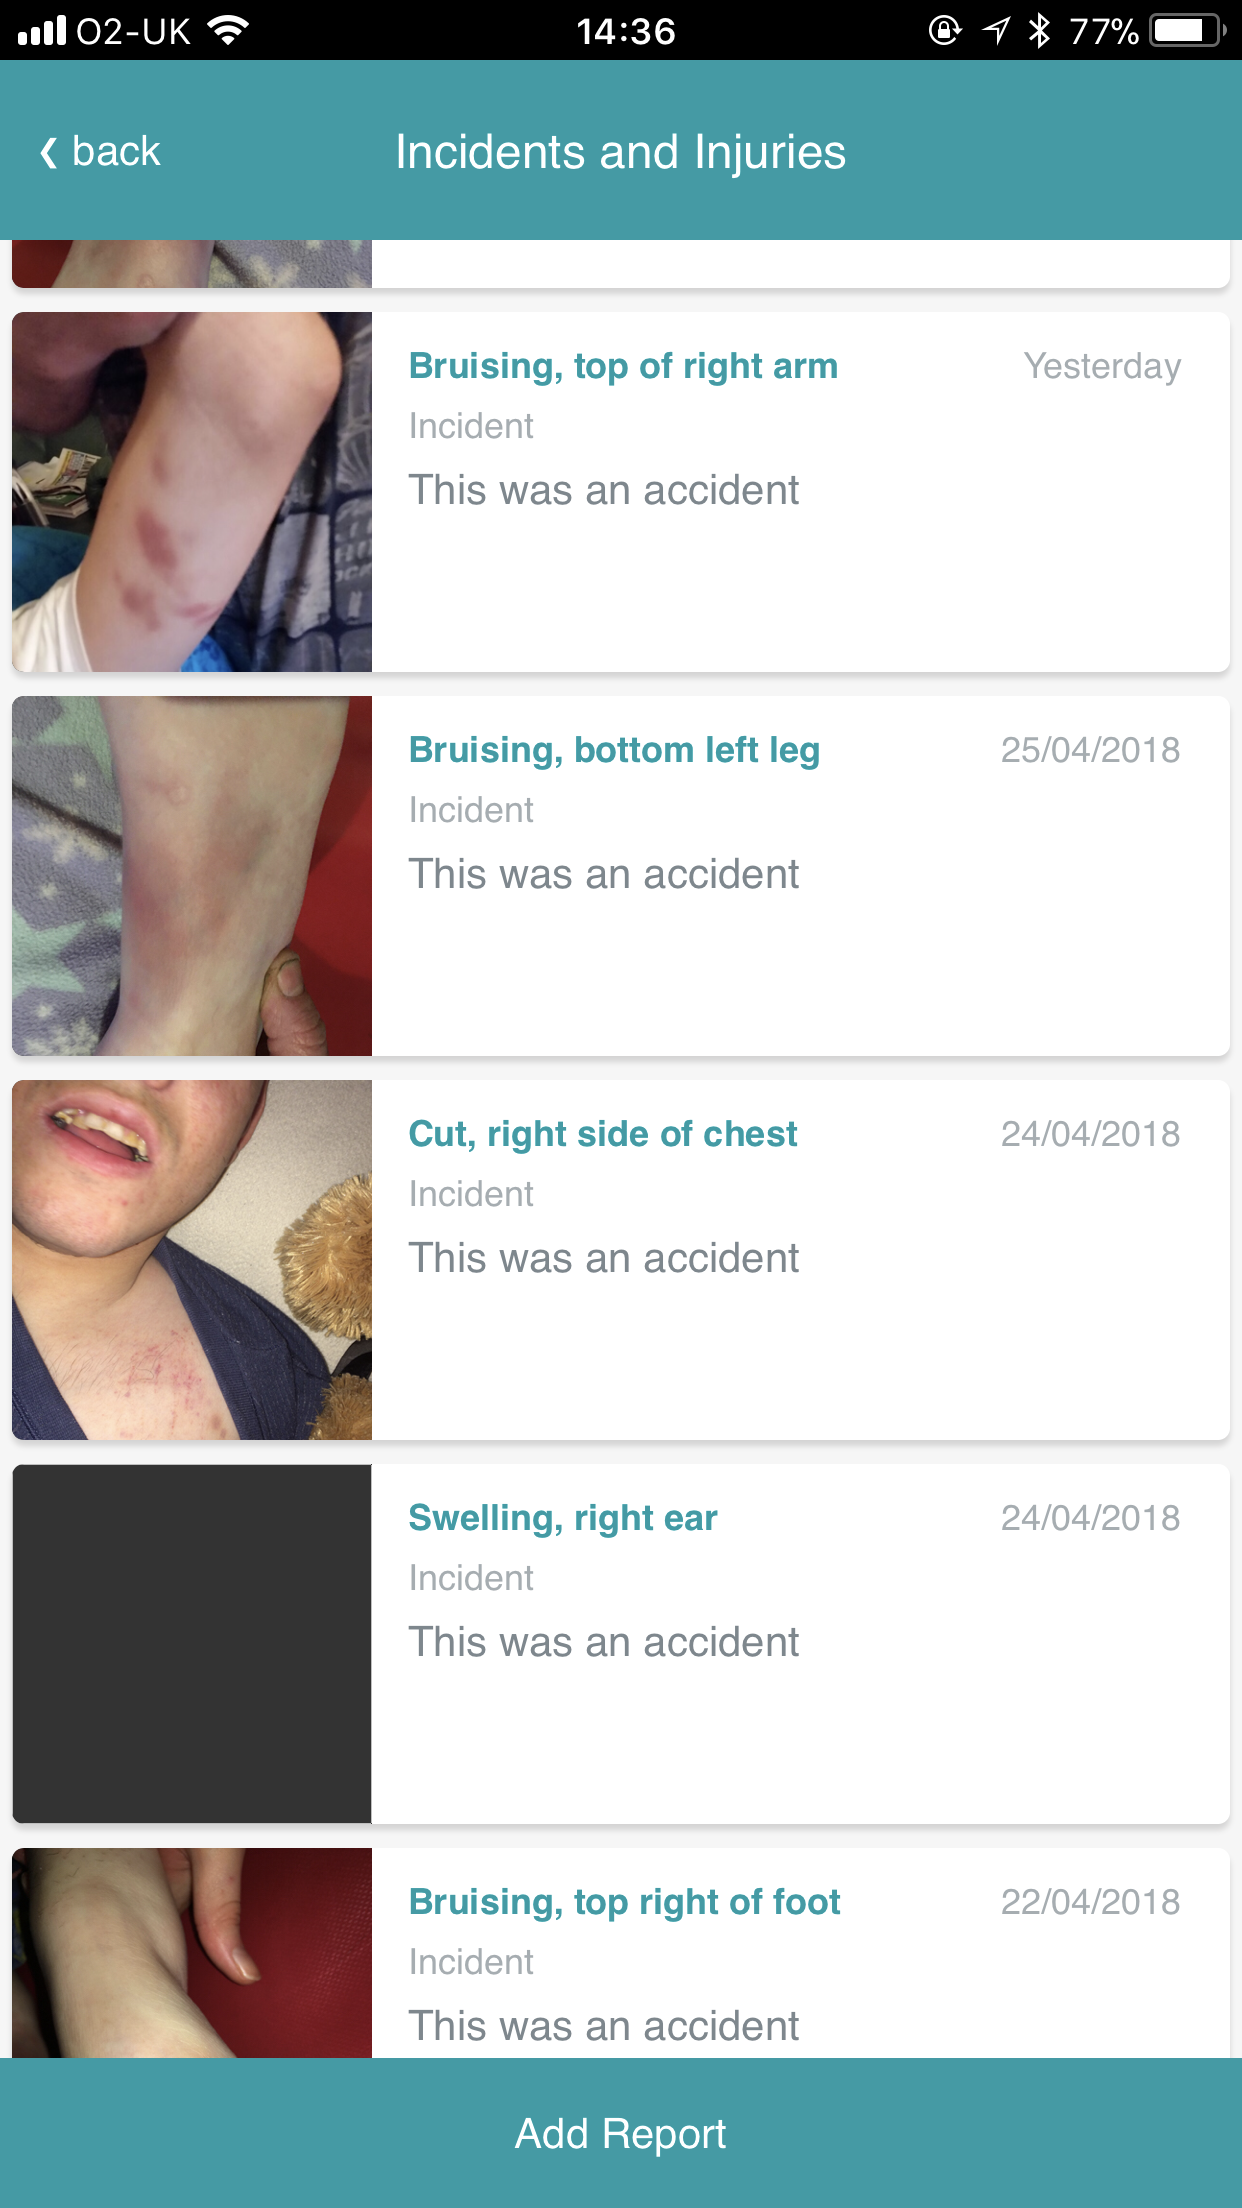 O2-UK 14:36 77%
‹ back Incidents and Injuries
Bruising, top of right arm Yesterday
Incident
This was an accident
Bruising, bottom left leg 25/04/2018
Incident
This was an accident
Cut, right side of chest 24/04/2018
Incident
This was an accident
Swelling, right ear 24/04/2018
Incident
This was an accident
Bruising, top right of foot 22/04/2018
Incident
This was an accident
Add Report